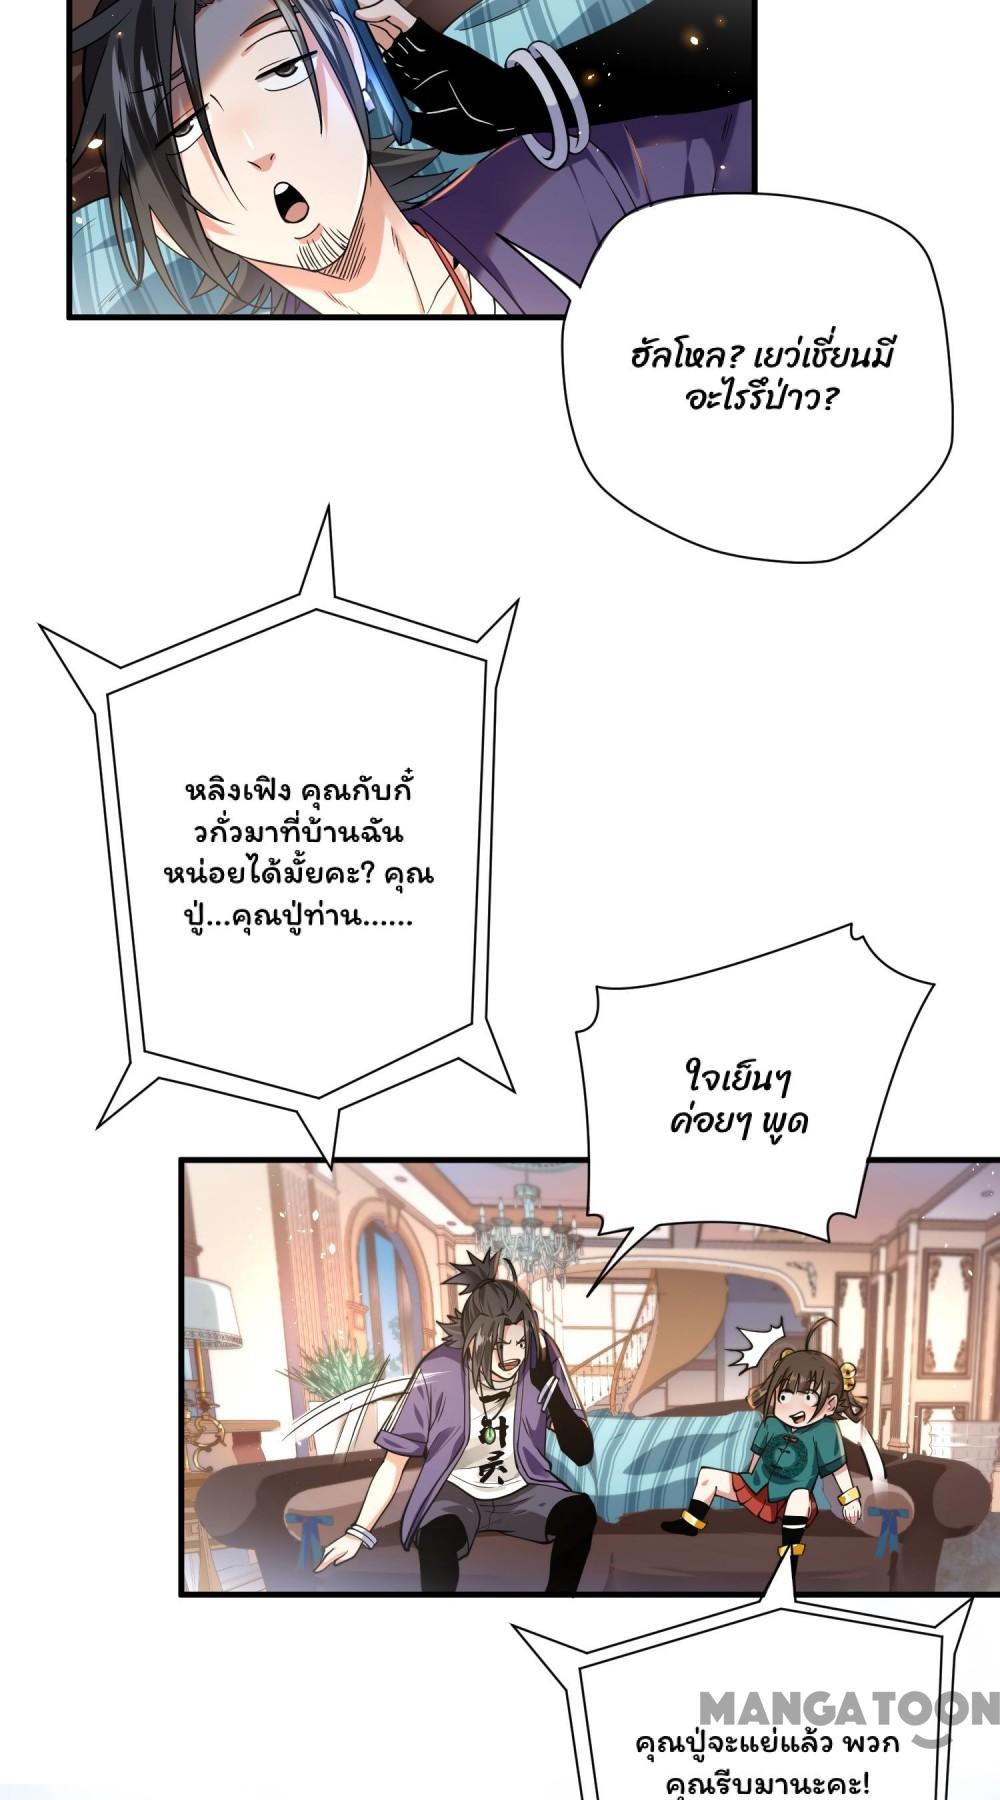 ฮัลโหล? เยว่เชี่ยนมี
อะไรรึป่าว?
หลิงเฟิง คุณกับกั๋
วกั่วมาที่บ้านฉัน
หน่อยได้มั้ยคะ? คุณ
ปู่...คุณปู่ท่าน......
ใจเย็นๆ
ค่อยๆ พูด
MANGATOON
คุณปู่จะแย่แล้ว พวก
คุณรีบมานะคะ!